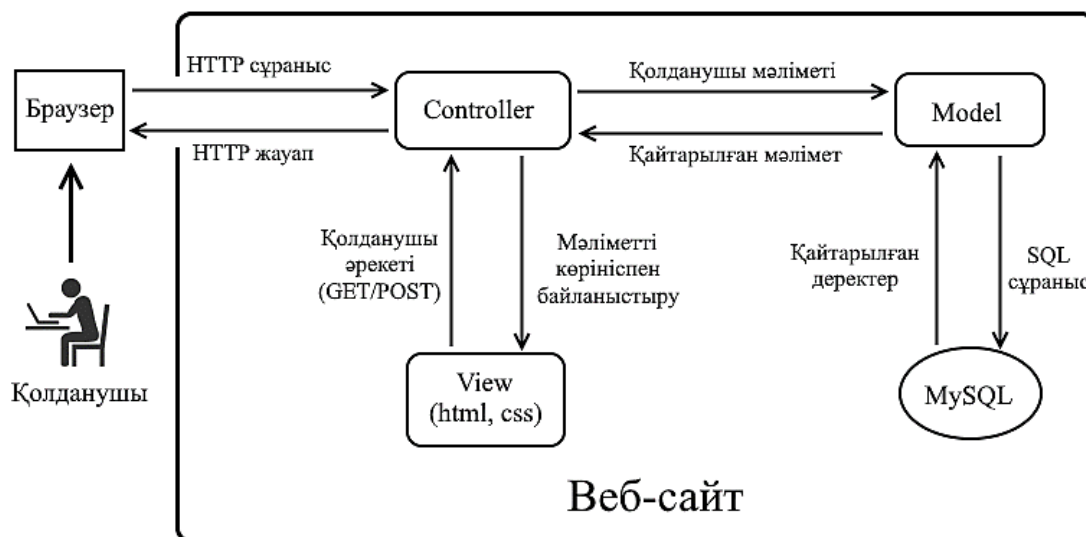 HTTP сұраныс
Қолданушы мәліметі
Браузер
Controller
Model
HTTP жауап
Қайтарылған мәлімет
Қолданушы
әрекеті
(GET/POST)
Мәліметті
көрініспен
байланыстыру
Қайтарылған
деректер
SQL
сұраныс
Қолданушы
View
(html, css)
MySQL
Веб-сайт